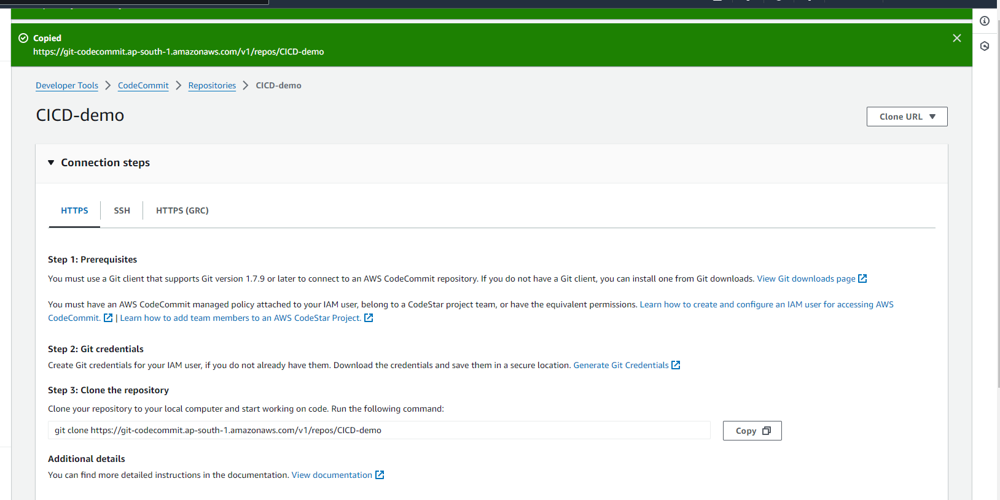 Copied
https://git-codecommit.ap-south-1.amazonaws.com/v1/repos/CICD-demo
Developer Tools
CodeCommit
Repositories
CICD-demo
CICD-demo
Clone URL
Connection steps
HTTPS
SSH
HTTPS (GRC)
Step 1: Prerequisites
You must use a Git client that supports Git version 1.7.9 or later to connect to an AWS CodeCommit repository. If you do not have a Git client, you can install one from Git downloads. View Git downloads page
You must have an AWS CodeCommit managed policy attached to your IAM user, belong to a CodeStar project team, or have the equivalent permissions. Learn how to create and configure an IAM user for accessing AWS
CodeCommit. | Learn how to add team members to an AWS CodeStar Project.
Step 2: Git credentials
Create Git credentials for your IAM user, if you do not already have them. Download the credentials and save them in a secure location. Generate Git Credentials
Step 3: Clone the repository
Clone your repository to your local computer and start working on code. Run the following command:
git clone https://git-codecommit.ap-south-1.amazonaws.com/v1/repos/CICD-demo
Copy
Additional details
You can find more detailed instructions in the documentation. View documentation